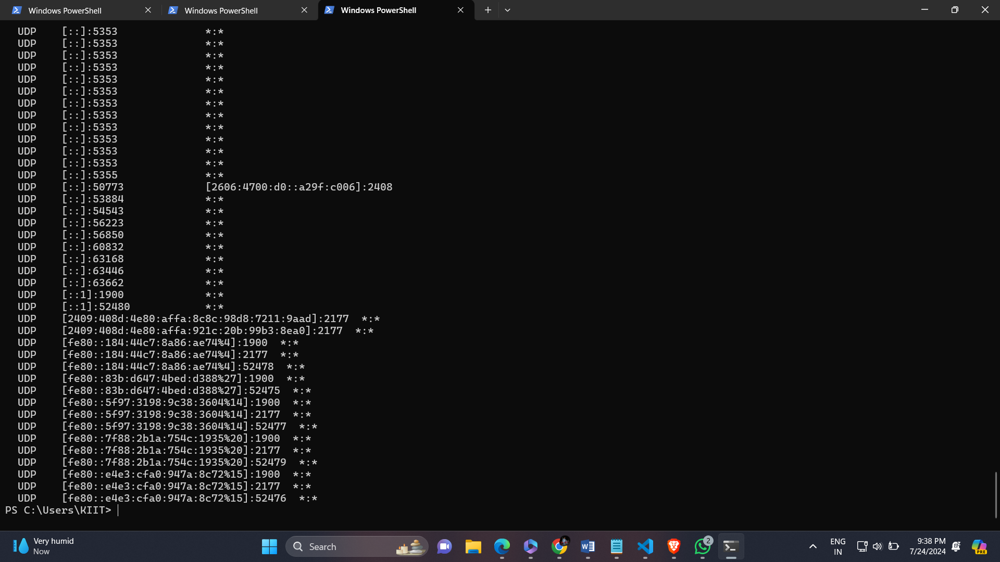 Windows PowerShell
Windows PowerShell
Windows PowerShell
UDP [::]:5353 *:*
UDP [::]:5353 *:*
UDP [::]:5353 *:*
UDP [::]:5353 *:*
UDP [::]:5353 *:*
UDP [::]:5353 *:*
UDP [::]:5353 *:*
UDP [::]:5353 *:*
UDP [::]:5353 *:*
UDP [::]:5353 *:*
UDP [::]:5353 *:*
UDP [::]:5353 *:*
UDP [::]:5355 *:*
UDP [::]:50773 [2606:4700:d0::a29f:c006]:2408
UDP [::]:53884 *:*
UDP [::]:54543 *:*
UDP [::]:56223 *:*
UDP [::]:56850 *:*
UDP [::]:60832 *:*
UDP [::]:63168 *:*
UDP [::]:63446 *:*
UDP [::]:63662 *:*
UDP [::1]:1900 *:*
UDP [::1]:52480 *:*
UDP [2409:408d:4e80:affa:8c8c:98d8:7211:9aad]:2177 *:*
UDP [2409:408d:4e80:affa:921c:20b:99b3:8ea0]:2177 *:*
UDP [fe80::184:44c7:8a86:ae74%4]:1900 *:*
UDP [fe80::184:44c7:8a86:ae74%4]:2177 *:*
UDP [fe80::184:44c7:8a86:ae74%4]:52478 *:*
UDP [fe80::83b:d647:4bed:d388%27]:1900 *:*
UDP [fe80::83b:d647:4bed:d388%27]:52475 *:*
UDP [fe80::5f97:3198:9c38:3604%14]:1900 *:*
UDP [fe80::5f97:3198:9c38:3604%14]:2177 *:*
UDP [fe80::5f97:3198:9c38:3604%14]:52477 *:*
UDP [fe80::7f88:2b1a:754c:1935%20]:1900 *:*
UDP [fe80::7f88:2b1a:754c:1935%20]:2177 *:*
UDP [fe80::7f88:2b1a:754c:1935%20]:52479 *:*
UDP [fe80::e4e3:cfa0:947a:8c72%15]:1900 *:*
UDP [fe80::e4e3:cfa0:947a:8c72%15]:2177 *:*
UDP [fe80::e4e3:cfa0:947a:8c72%15]:52476 *:*
PS C:\Users\KIIT>
Very humid
Now
Search
W
2
ENG
IN
9:38 PM
7/24/2024
PRE